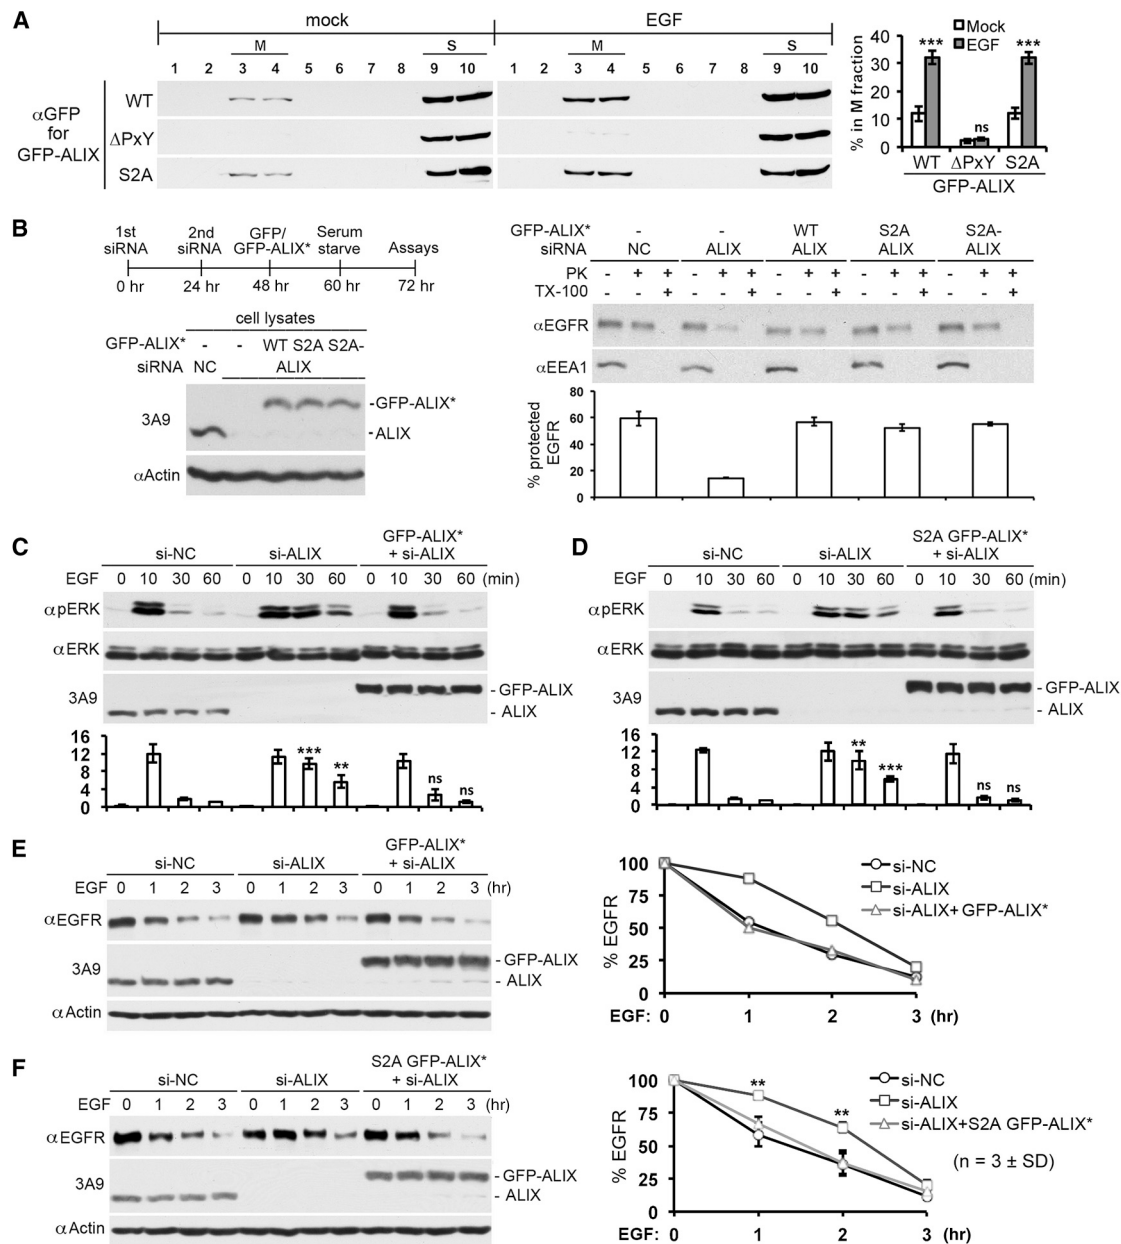 A
mock
EGF
M
S
M
S
1 2 3 4 5 6 7 8 9 10
1 2 3 4 5 6 7 8 9 10
αGFP
for
GFP-ALIX
WT
ΔPxY
S2A
Mock
EGF
% in M fraction
40
30
20
10
0
***
ns
***
WT ΔPxY S2A
GFP-ALIX
B
1st
siRNA
2nd
siRNA
GFP/
GFP-ALIX*
Serum
starve
Assays
0 hr 24 hr 48 hr 60 hr 72 hr
cell lysates
GFP-ALIX* - - WT S2A S2A-
siRNA NC ALIX
3A9
-GFP-ALIX*
-ALIX
αActin
GFP-ALIX* - - WT S2A S2A-
siRNA NC ALIX ALIX ALIX ALIX
PK - + + - + + - + + - + + - + +
TX-100 - - + - - + - - + - - + - - +
αEGFR
αEEA1
% protected
EGFR
80
60
40
20
0
C
si-NC
si-ALIX
GFP-ALIX*
+ si-ALIX
EGF 0 10 30 60 0 10 30 60 0 10 30 60 (min)
αpERK
αERK
3A9
- GFP-ALIX
- ALIX
16
12
8
4
0
***
**
ns
ns
D
si-NC
si-ALIX
S2A GFP-ALIX*
+ si-ALIX
EGF 0 10 30 60 0 10 30 60 0 10 30 60 (min)
αpERK
αERK
3A9
- GFP-ALIX
- ALIX
16
12
8
4
0
**
***
ns
ns
E
si-NC
si-ALIX
GFP-ALIX*
+ si-ALIX
EGF 0 1 2 3 0 1 2 3 0 1 2 3 (hr)
αEGFR
3A9
- GFP-ALIX
- ALIX
αActin
% EGFR
100
75
50
25
0
si-NC
si-ALIX
si-ALIX+ GFP-ALIX*
EGF: 0 1 2 3 (hr)
F
si-NC
si-ALIX
S2A GFP-ALIX*
+ si-ALIX
EGF 0 1 2 3 0 1 2 3 0 1 2 3 (hr)
αEGFR
3A9
-GFP-ALIX
-ALIX
αActin
% EGFR
100
75
50
25
0
**
**
si-NC
si-ALIX
si-ALIX+S2A GFP-ALIX*
(n = 3 ± SD)
EGF: 0 1 2 3 (hr)